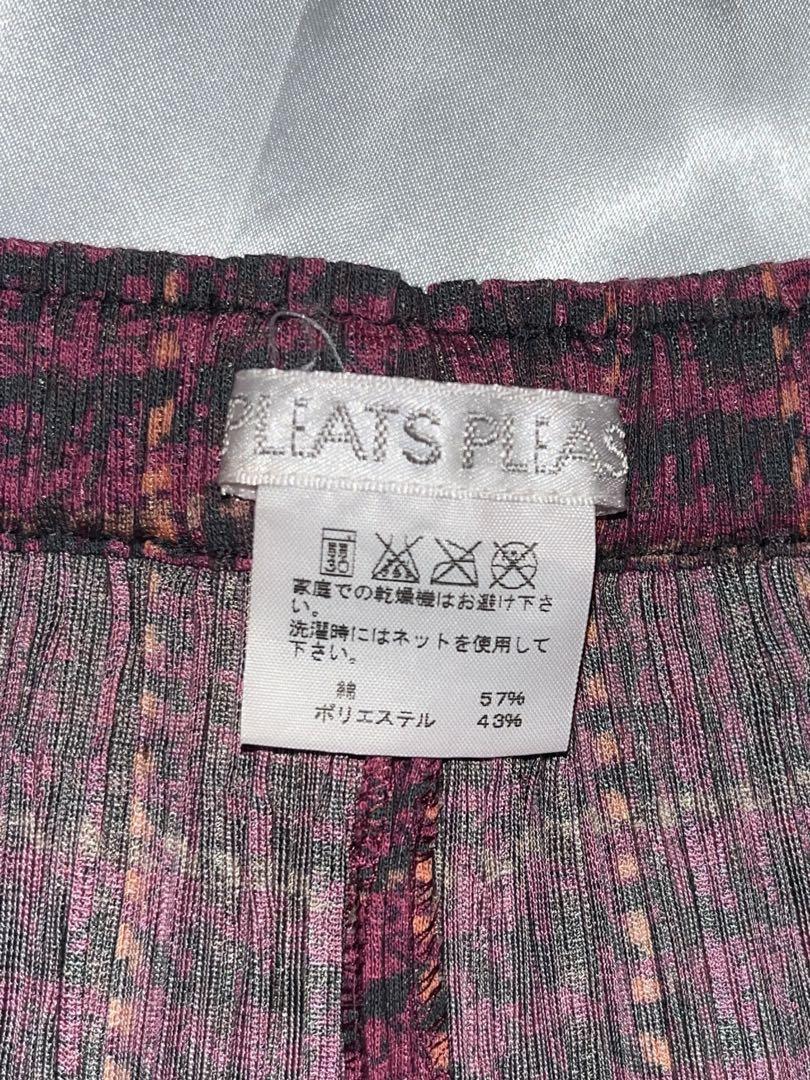 PLEATS PLEAS
30
家庭での乾燥機はお避け下さ
い。
洗濯時にはネットを使用して
下さい。
綿 57%
ポリエステル 43%